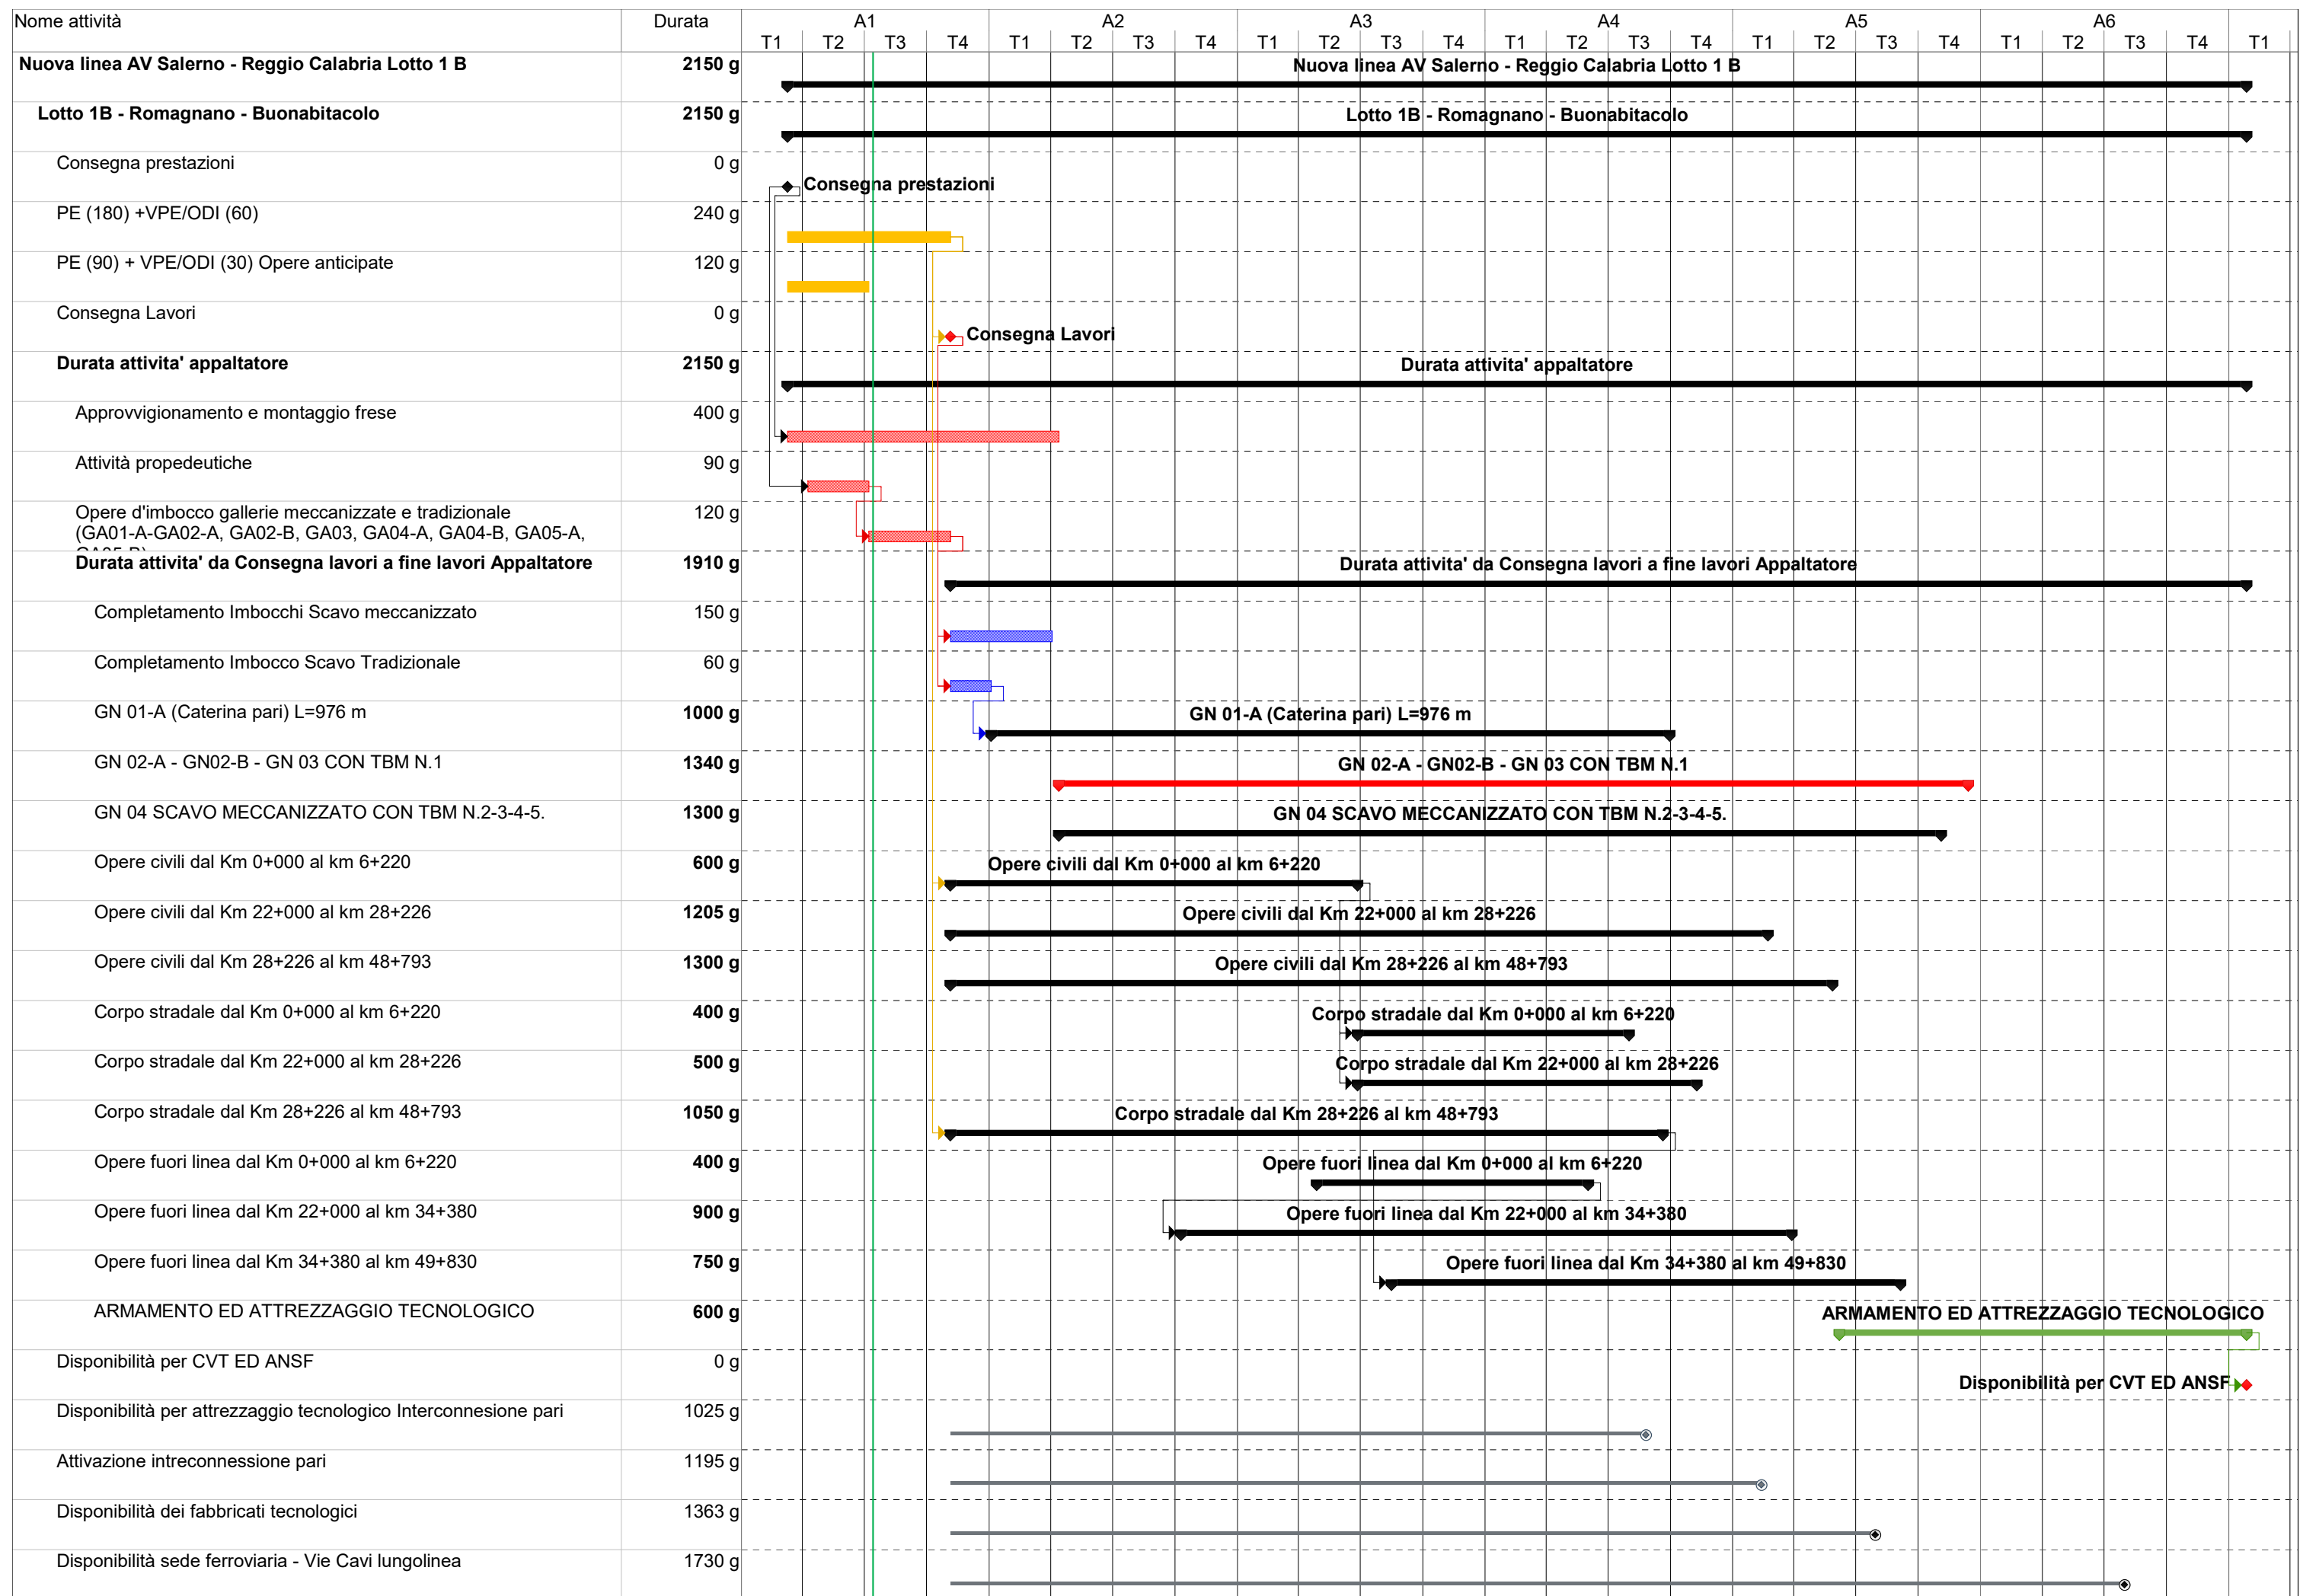 Nome attività Durata A1 A2 A3 A4 A5 A6
T1 T2 T3 T4 T1 T2 T3 T4 T1 T2 T3 T4 T1 T2 T3 T4 T1 T2 T3 T4 T1 T2 T3 T4 T1
Nuova linea AV Salerno - Reggio Calabria Lotto 1 B 2150 g Nuova linea AV Salerno - Reggio Calabria Lotto 1 B
Lotto 1B - Romagnano - Buonabitacolo 2150 g Lotto 1B - Romagnano - Buonabitacolo
Consegna prestazioni 0 g
Consegna prestazioni
PE (180) +VPE/ODI (60) 240 g
PE (90) + VPE/ODI (30) Opere anticipate 120 g
Consegna Lavori 0 g
Consegna Lavori
Durata attivita' appaltatore 2150 g Durata attivita' appaltatore
Approvvigionamento e montaggio frese 400 g
Attività propedeutiche 90 g
Opere d'imbocco gallerie meccanizzate e tradizionale 120 g
(GA01-A-GA02-A, GA02-B, GA03, GA04-A, GA04-B, GA05-A,
Durata attivita' da Consegna lavori a fine lavori Appaltatore 1910 g Durata attivita' da Consegna lavori a fine lavori Appaltatore
Completamento Imbocchi Scavo meccanizzato 150 g
Completamento Imbocco Scavo Tradizionale 60 g
GN 01-A (Caterina pari) L=976 m 1000 g GN 01-A (Caterina pari) L=976 m
GN 02-A - GN02-B - GN 03 CON TBM N.1 1340 g GN 02-A - GN02-B - GN 03 CON TBM N.1
GN 04 SCAVO MECCANIZZATO CON TBM N.2-3-4-5. 1300 g GN 04 SCAVO MECCANIZZATO CON TBM N.2-3-4-5.
Opere civili dal Km 0+000 al km 6+220 600 g Opere civili dal Km 0+000 al km 6+220
Opere civili dal Km 22+000 al km 28+226 1205 g Opere civili dal Km 22+000 al km 28+226
Opere civili dal Km 28+226 al km 48+793 1300 g Opere civili dal Km 28+226 al km 48+793
Corpo stradale dal Km 0+000 al km 6+220 400 g Corpo stradale dal Km 0+000 al km 6+220
Corpo stradale dal Km 22+000 al km 28+226 500 g Corpo stradale dal Km 22+000 al km 28+226
Corpo stradale dal Km 28+226 al km 48+793 1050 g Corpo stradale dal Km 28+226 al km 48+793
Opere fuori linea dal Km 0+000 al km 6+220 400 g Opere fuori linea dal Km 0+000 al km 6+220
Opere fuori linea dal Km 22+000 al km 34+380 900 g Opere fuori linea dal Km 22+000 al km 34+380
Opere fuori linea dal Km 34+380 al km 49+830 750 g Opere fuori linea dal Km 34+380 al km 49+830
ARMAMENTO ED ATTREZZAGGIO TECNOLOGICO 600 g ARMAMENTO ED ATTREZZAGGIO TECNOLOGICO
Disponibilità per CVT ED ANSF 0 g
Disponibilità per CVT ED ANSF
Disponibilità per attrezzaggio tecnologico Interconnesione pari 1025 g
Attivazione intreconnessione pari 1195 g
Disponibilità dei fabbricati tecnologici 1363 g
Disponibilità sede ferroviaria - Vie Cavi lungolinea 1730 g